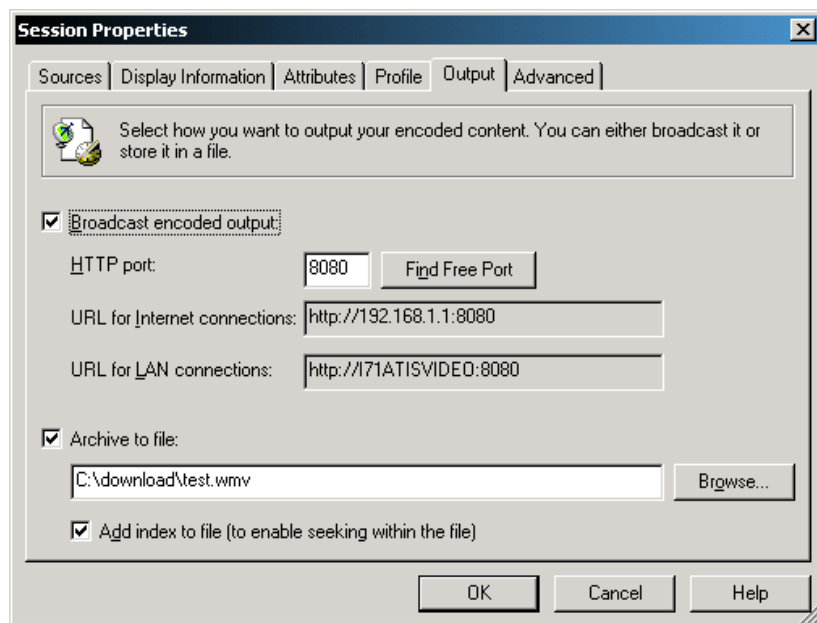 Session Properties
Sources Display Information Attributes Profile Output Advanced
Select how you want to output your encoded content. You can either broadcast it or
store it in a file.
Broadcast encoded output:
HTTP port: 8080 Find Free Port
URL for Internet connections: http://192.168.1.1:8080
URL for LAN connections: http://I71ATISVIDEO:8080
Archive to file:
C:\download\test.wmv Browse...
Add index to file (to enable seeking within the file)
OK Cancel Help